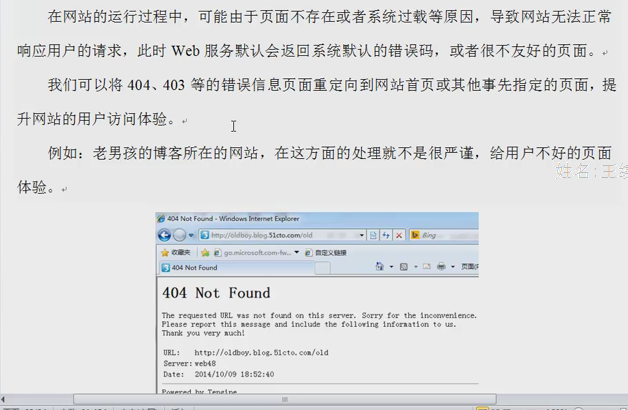 在网站的运行过程中，可能由于页面不存在或者系统过载等原因，导致网站无法正常
响应用户的请求，此时 Web 服务默认会返回系统默认的错误码，或者很不友好的页面。
我们可以将 404、403 等的错误信息页面重定向到网站首页或其他事先指定的页面，提
升网站的用户访问体验。
例如：老男孩的博客所在的网站，在这方面的处理就不是很严谨，给用户不好的页面
姓名:王
体验。
404 Not Found - Windows Internet Explorer
http://oldboy.blog.51cto.com/old
Bing
收藏夹
go.microsoft-com-fw...
自定义链接
404 Not Found
页面(P
404 Not Found
The requested URL was not found on this server. Sorry for the inconvenience.
Please report this message and include the following information to us.
Thank you very much!
URL: http://oldboy.blog.51cto.com/old
Server: web48
Date: 2014/10/09 18:52:40
Powered by Tengine